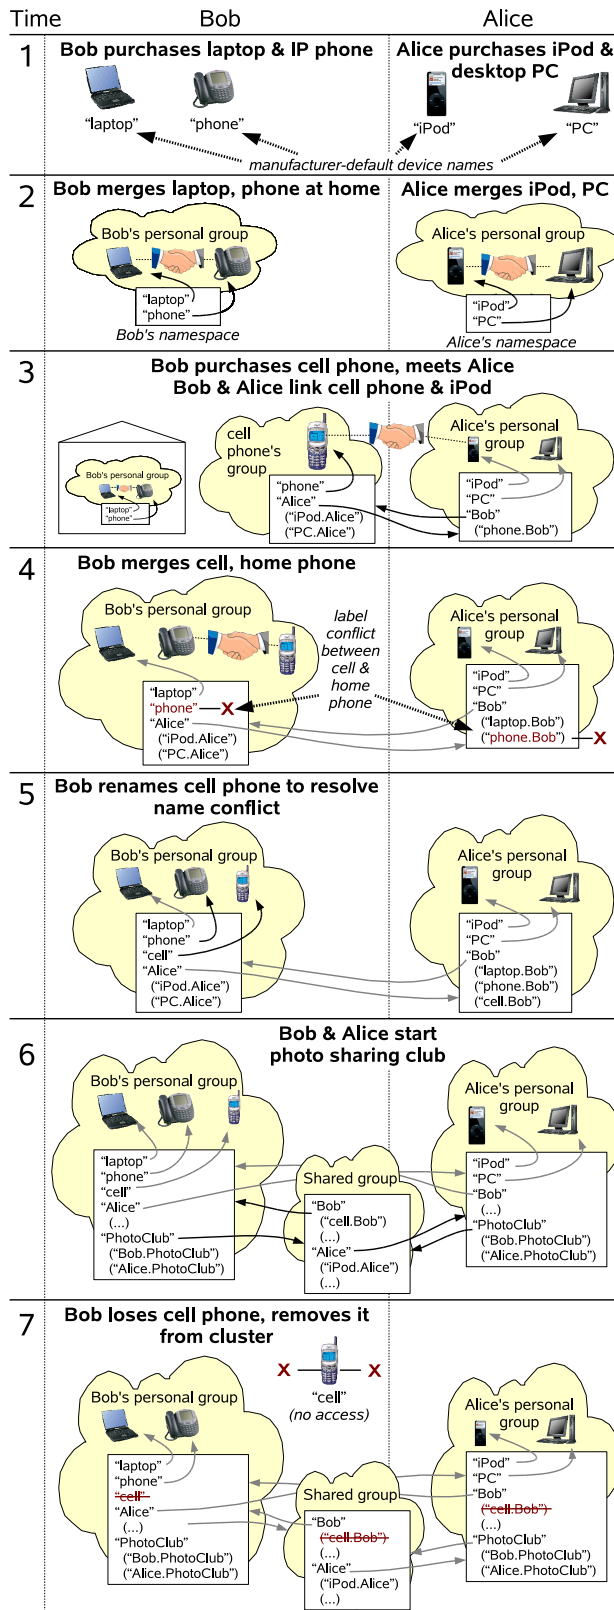 Time Bob Alice
1 Bob purchases laptop & IP phone
Alice purchases iPod &
desktop PC
“laptop” “phone” “iPod” “PC”
manufacturer-default device names
2 Bob merges laptop, phone at home
Alice merges iPod, PC
Bob's personal group
“laptop”
“phone”
Bob's namespace
Alice's personal group
“iPod”
“PC”
Alice's namespace
3 Bob purchases cell phone, meets Alice
Bob & Alice link cell phone & iPod
Bob's personal group
“laptop”
“phone”
cell
phone's
group
“phone”
“Alice”
(“iPod.Alice”)
(“PC.Alice”)
Alice's
personal
group
“iPod”
“PC”
“Bob”
(“phone.Bob”)
4 Bob merges cell, home phone
Bob's personal group
“laptop”
“phone” X
“Alice”
(“iPod.Alice”)
(“PC.Alice”)
label
conflict
between
cell &
home
phone
Alice's personal
group
“iPod”
“PC”
“Bob”
(“laptop.Bob”)
(“phone.Bob”) X
5 Bob renames cell phone to resolve
name conflict
Bob's personal group
“laptop”
“phone”
“cell”
“Alice”
(“iPod.Alice”)
(“PC.Alice”)
Alice's personal
group
“iPod”
“PC”
“Bob”
(“laptop.Bob”)
(“phone.Bob”)
(“cell.Bob”)
6 Bob & Alice start
photo sharing club
Bob's personal group
“laptop”
“phone”
“cell”
“Alice”
(...)
“PhotoClub”
(“Bob.PhotoClub”)
(“Alice.PhotoClub”)
Shared group
“Bob”
(“cell.Bob”)
(...)
“Alice”
(“iPod.Alice”)
(...)
Alice's personal
group
“iPod”
“PC”
“Bob”
(...)
“PhotoClub”
(“Bob.PhotoClub”)
(“Alice.PhotoClub”)
7 Bob loses cell phone, removes it
from cluster
X X
“cell”
(no access)
Bob's personal group
“laptop”
“phone”
“cell”
“Alice”
(...)
“PhotoClub”
(“Bob.PhotoClub”)
(“Alice.PhotoClub”)
Shared group
“Bob”
(“cell.Bob”)
(...)
“Alice”
(“iPod.Alice”)
(...)
Alice's personal
group
“iPod”
“PC”
“Bob”
(“cell.Bob”)
(...)
“PhotoClub”
(“Bob.PhotoClub”)
(“Alice.PhotoClub”)